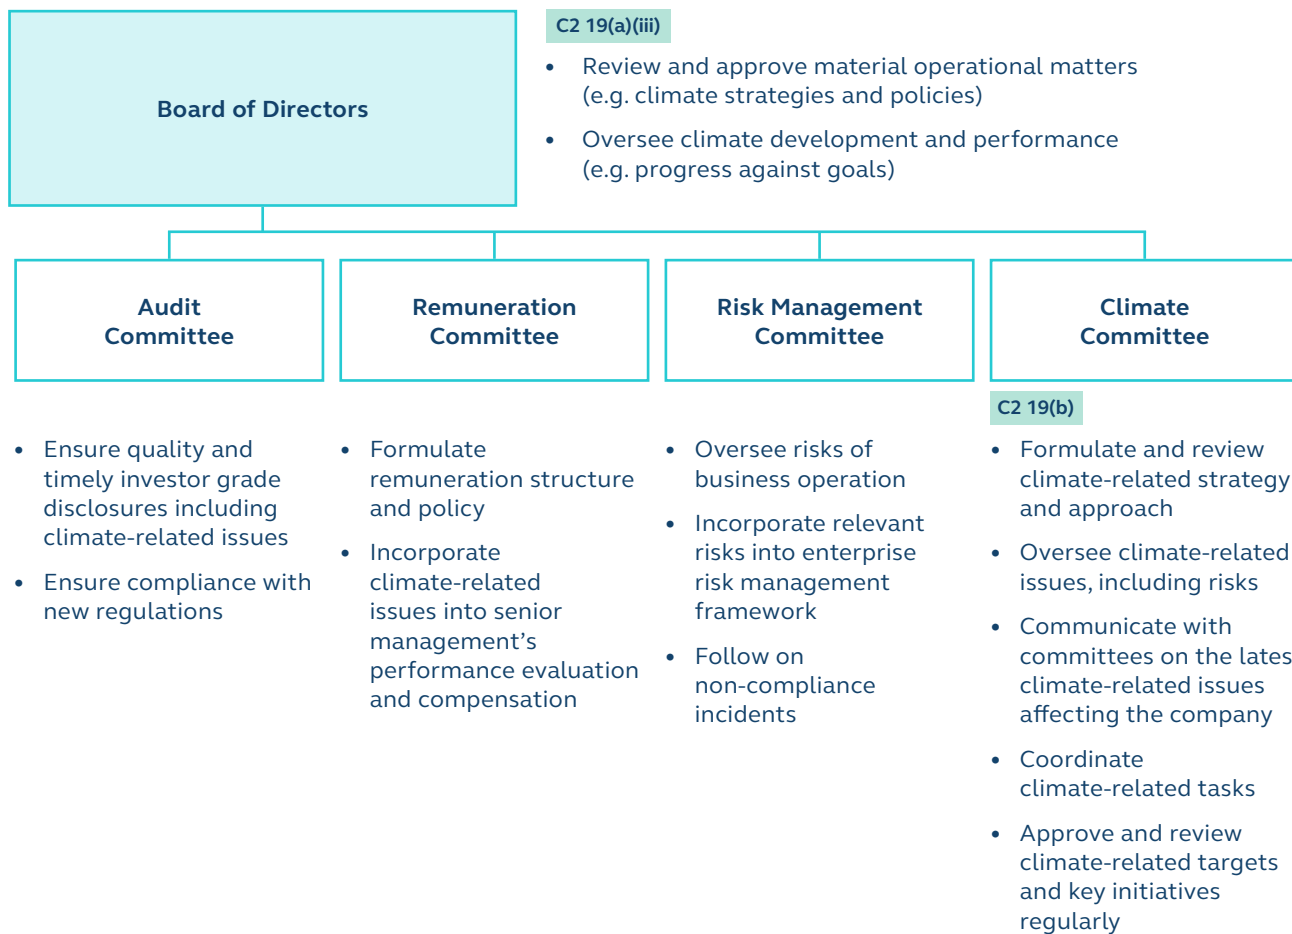 C2 19(a)(iii)
Board of Directors
• Review and approve material operational matters
(e.g. climate strategies and policies)
• Oversee climate development and performance
(e.g. progress against goals)
Audit
Committee
Remuneration
Committee
Risk Management
Committee
Climate
Committee
• Ensure quality and
timely investor grade
disclosures including
climate-related issues
• Ensure compliance with
new regulations
• Formulate
remuneration structure
and policy
• Incorporate
climate-related
issues into senior
management’s
performance evaluation
and compensation
• Oversee risks of
business operation
• Incorporate relevant
risks into enterprise
risk management
framework
• Follow on
non-compliance
incidents
C2 19(b)
• Formulate and review
climate-related strategy
and approach
• Oversee climate-related
issues, including risks
• Communicate with
committees on the lates
climate-related issues
affecting the company
• Coordinate
climate-related tasks
• Approve and review
climate-related targets
and key initiatives
regularly